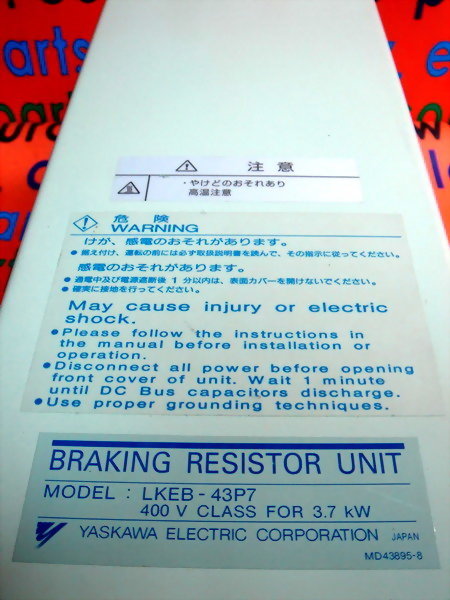 arts
注意
・やけどのおそれあり
高温注意
危険
WARNING
けが、感電のおそれがあります。
●据え付け、運転の前には必ず取扱説明書を読んで、その指示に従ってください。
感電のおそれがあります。
●通電中及び電源遮断後１分以内は、表面カバーを開けないでください。
●確実に接地を行ってください。
May cause injury or electric
shock.
●Please follow the instructions in
the manual before installation or
operation.
●Disconnect all power before opening
front cover of unit. Wait 1 minute
until DC Bus capacitors discharge.
●Use proper grounding techniques.
BRAKING RESISTOR UNIT
MODEL : LKEB-43P7
400 V CLASS FOR 3.7 kW
YASKAWA ELECTRIC CORPORATION JAPAN
MD43895-8